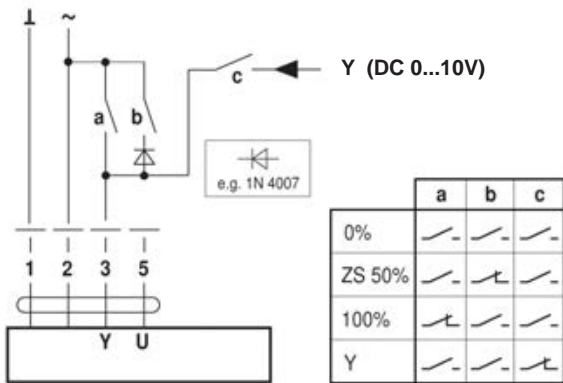 ⊥ ~
Y (DC 0...10V)
c
a b
e.g. 1N 4007
1 2 3 5
Y U
a b c
0%
ZS 50%
100%
Y